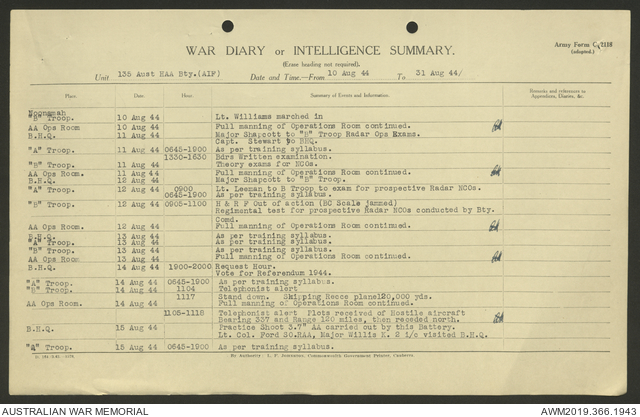 Army Form C. 2118
(adapted.)
WAR DIARY or INTELLIGENCE SUMMARY.
(Erase heading not required).
Unit 135 Aust HAA Bty.(AIF) Date and Time.—From 10 Aug 44 To 31 Aug 44/
Place. Date. Hour. Summary of Events and Information. Remarks and references to Appendices, Diaries, &c.
Noonamah
"B" Troop. 10 Aug 44 Lt. Williams marched in
AA Ops Room 10 Aug 44 Full manning of Operations Room continued.
B.H.Q. 11 Aug 44 Major Shapcott to "B" Troop Radar Ops Exams.
Capt. Stewart to BHQ.
"A" Troop. 11 Aug 44 0645-1900 As per training syllabus.
1330-1630 Bdrs Written examination.
"B" Troop. 11 Aug 44 Theory exams for NCOs.
AA Ops Room. 11 Aug 44 Full manning of Operations Room continued.
B.H.Q. 12 Aug 44 Major Shapcott to "B" Troop.
"A" Troop. 12 Aug 44 0900 Lt. Leeman to B Troop to exam for prospective Radar NCOs.
0645-1900 As per training syllabus.
"B" Troop. 12 Aug 44 0905-1100 H & R F Out of action (BC Scale jammed)
Regimental test for prospective Radar NCOs conducted by Bty.
Comd.
AA Ops Room. 12 Aug 44 Full manning of Operations Room continued.
B.H.Q. 13 Aug 44 As per training syllabus.
"A" Troop. 13 Aug 44 As per training syllabus.
"B" Troop. 13 Aug 44 As per training syllabus.
AA Ops Room 13 Aug 44 Full manning of Operations Room continued.
B.H.Q. 14 Aug 44 1900-2000 Request Hour.
Vote for Referendum 1944.
"A" Troop. 14 Aug 44 0645-1900 As per training syllabus.
"B" Troop. 14 Aug 44 1104 Telephonist alert
1117 Stand down. Skipping Recce plane 120,000 yds.
AA Ops Room. 14 Aug 44 Full manning of Operations Room continued.
1105-1118 Telephonist alert Plots received of Hostile aircraft
Bearing 337 and Range 120 miles, then receded north.
B.H.Q. 15 Aug 44 Practice Shoot 3.7" AA carried out by this Battery.
Lt. Col. Ford SO.HAA, Major Willis K. 2 i/c visited B.H.Q.
"A" Troop. 15 Aug 44 0645-1900 As per training syllabus.
By Authority: L. F. Johnston, Commonwealth Government Printer, Canberra.
AUSTRALIAN WAR MEMORIAL AWM2019.366.1943